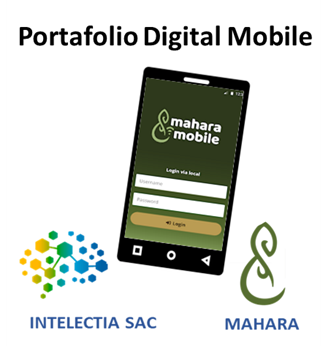 Portafolio Digital Mobile
mahara
mobile
Login via local
Username
Password
Login
INTELECTIA SAC
MAHARA